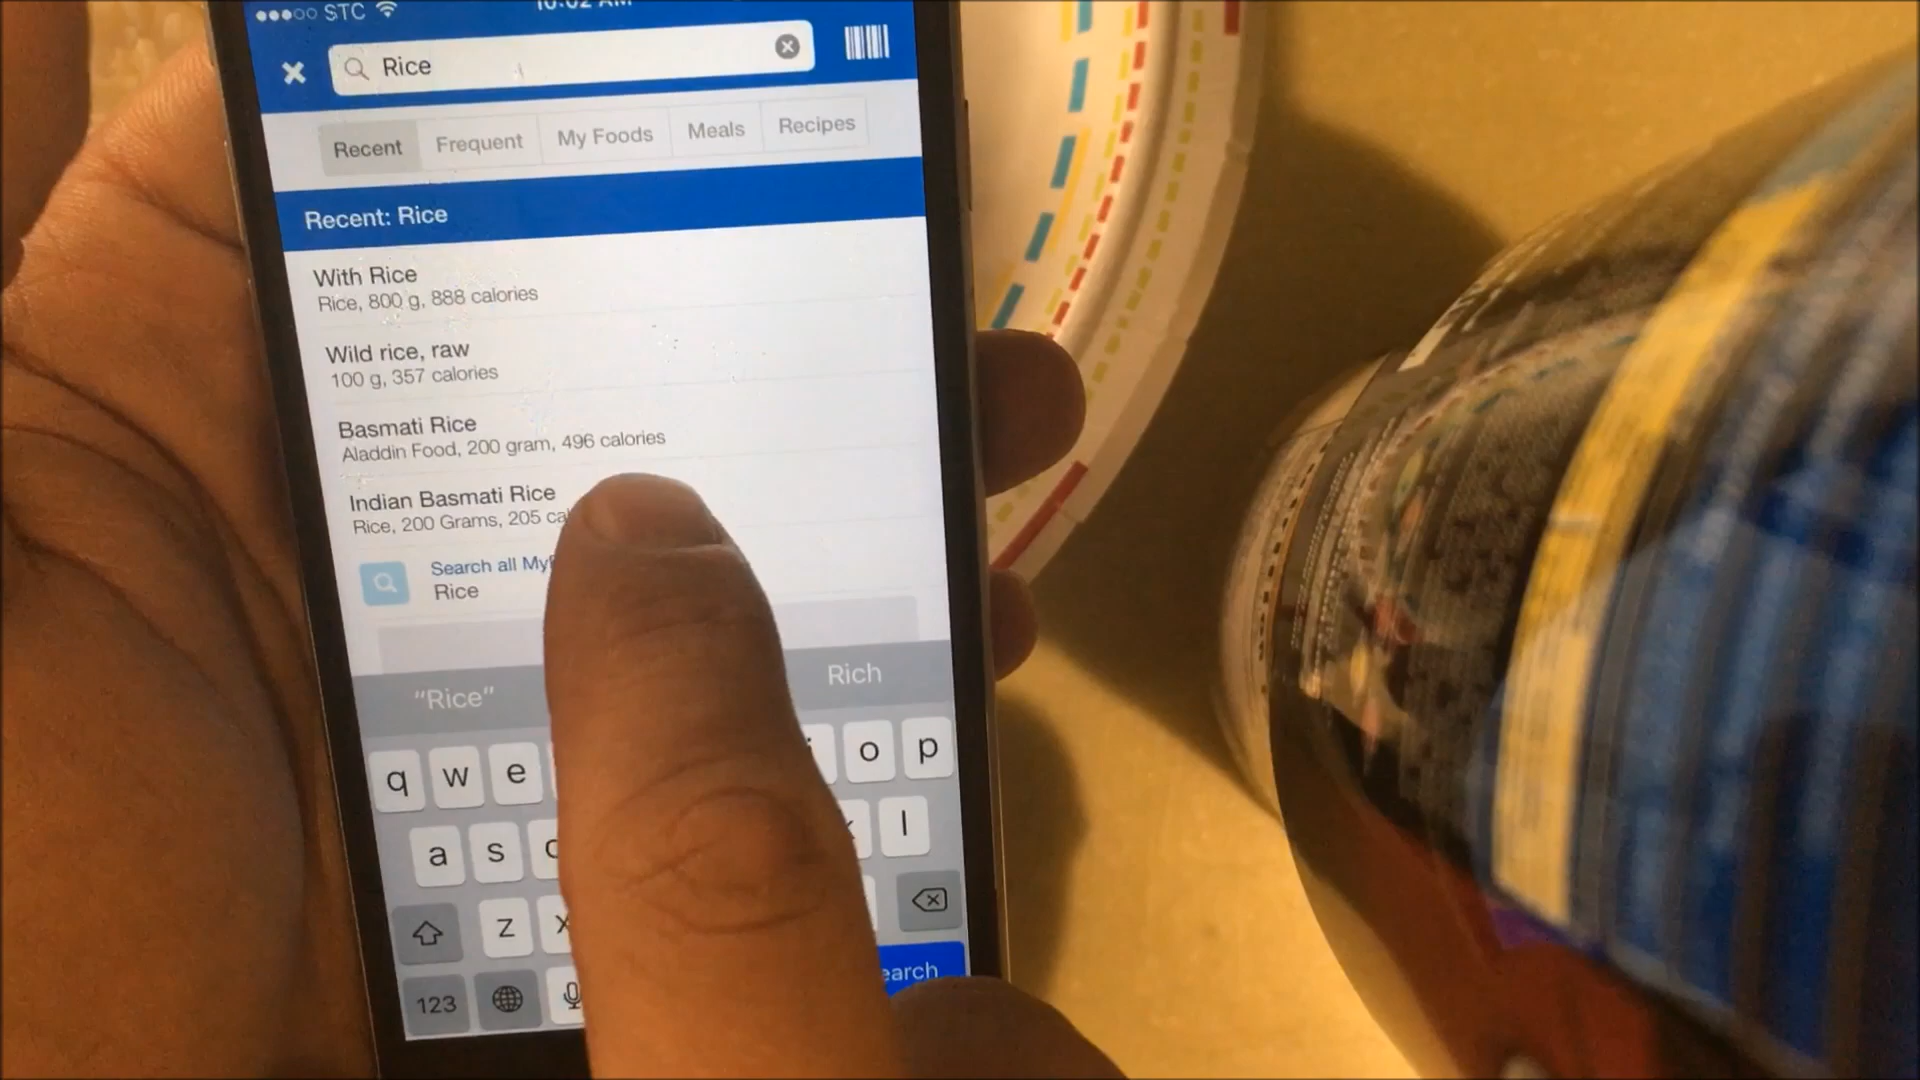 STC
Rice
Recent Frequent My Foods Meals Recipes
Recent: Rice
With Rice
Rice, 800 g, 888 calories
Wild rice, raw
100 g, 357 calories
Basmati Rice
Aladdin Food, 200 gram, 496 calories
Indian Basmati Rice
Rice, 200 Grams, 205 cal
Search all My
Rice
"Rice" Rich
q w e o p
a s l
z x
123 earch